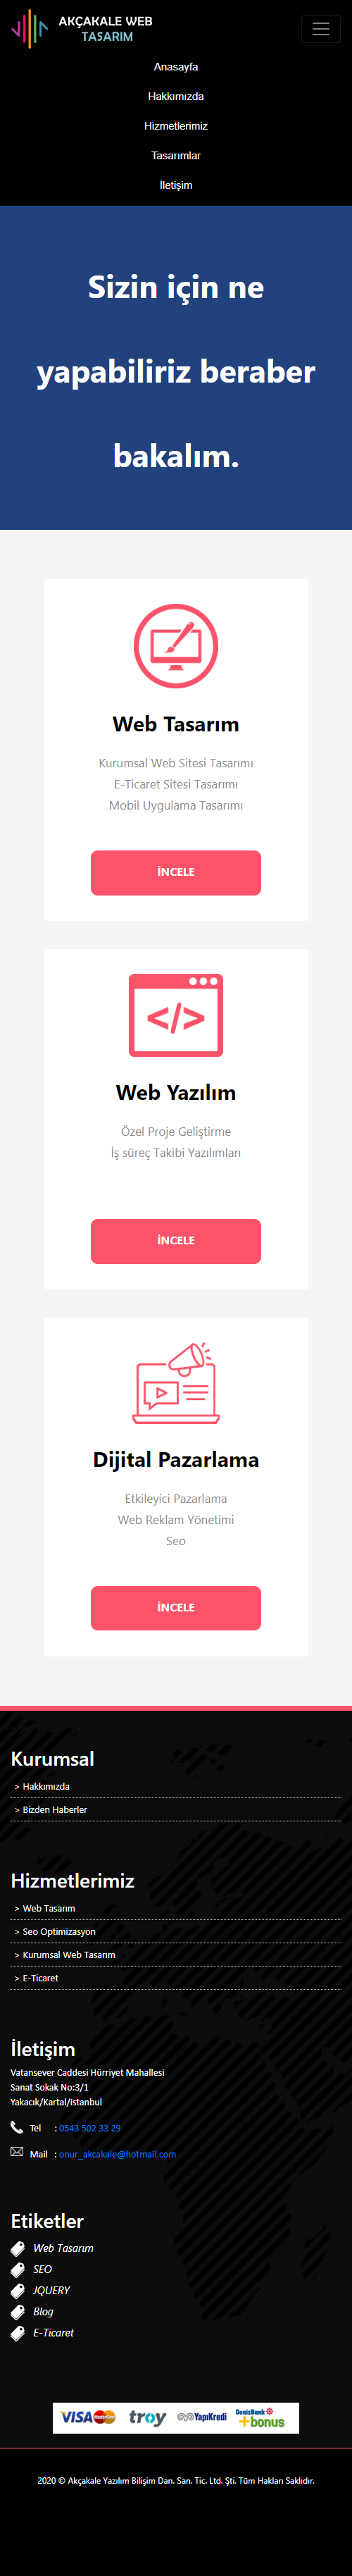 AKÇAKALE WEB
TASARIM
Anasayfa
Hakkımızda
Hizmetlerimiz
Tasarımlar
İletişim
Sizin için ne
yapabiliriz beraber
bakalım.
Web Tasarım
Kurumsal Web Sitesi Tasarımı
E-Ticaret Sitesi Tasarımı
Mobil Uygulama Tasarımı
İNCELE
</>
Web Yazılım
Özel Proje Geliştirme
İş süreç Takibi Yazılımları
İNCELE
Dijital Pazarlama
Etkileyici Pazarlama
Web Reklam Yönetimi
Seo
İNCELE
Kurumsal
> Hakkımızda
> Bizden Haberler
Hizmetlerimiz
> Web Tasarım
> Seo Optimizasyon
> Kurumsal Web Tasarım
> E-Ticaret
İletişim
Vatansever Caddesi Hürriyet Mahallesi
Sanat Sokak No:3/1
Yakacık/Kartal/istanbul
Tel : 0543 502 33 29
Mail : onur_akcakale@hotmail.com
Etiketler
Web Tasarım
SEO
JQUERY
Blog
E-Ticaret
VISA MasterCard troy YapıKredi DenizBank bonus
2020 © Akçakale Yazılım Bilişim Dan. San. Tic. Ltd. Şti. Tüm Hakları Saklıdır.